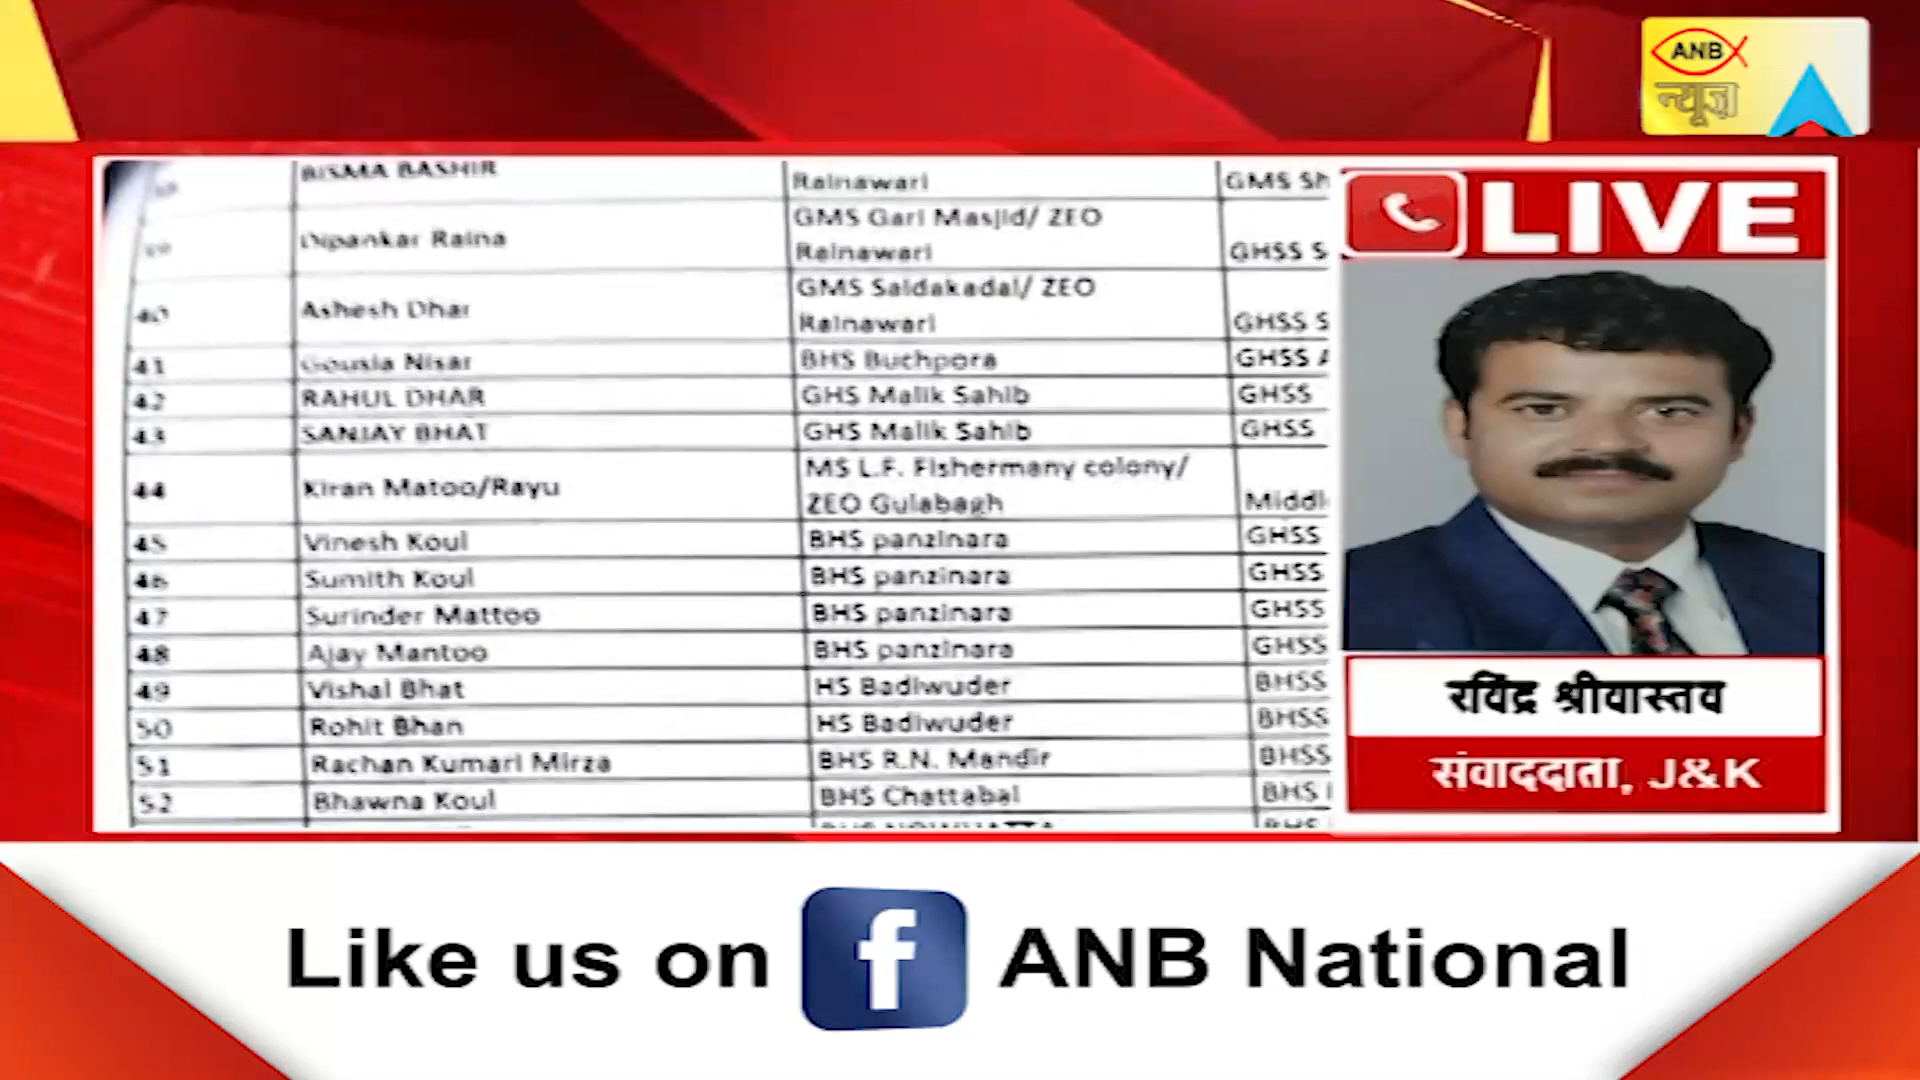 ANB
न्यूज़
BISMA BASHIR
Rainawari
GMS Sh
39
Dipankar Raina
GMS Gari Masjid/ ZEO
Rainawari
GHSS S
40
Ashesh Dhar
GMS Saidakadal/ ZEO
Rainawari
GHSS S
41
Gousia Nisar
BHS Buchpora
GHSS A
42
RAHUL DHAR
GHS Malik Sahib
GHSS
43
SANJAY BHAT
GHS Malik Sahib
GHSS
44
Kiran Matoo/Rayu
MS L.F. Fishermany colony/
ZEO Gulabagh
Middl
45
Vinesh Koul
BHS panzinara
GHSS
46
Sumith Koul
BHS panzinara
GHSS
47
Surinder Mattoo
BHS panzinara
GHSS
48
Ajay Mantoo
BHS panzinara
GHSS
49
Vishal Bhat
HS Badiwuder
BHSS
50
Rohit Bhan
HS Badiwuder
BHSS
51
Rachan Kumari Mirza
BHS R.N. Mandir
BHSS
52
Bhawna Koul
BHS Chattabal
BHS
LIVE
रविंद्र श्रीवास्तव
संवाददाता, J&K
Like us on f ANB National